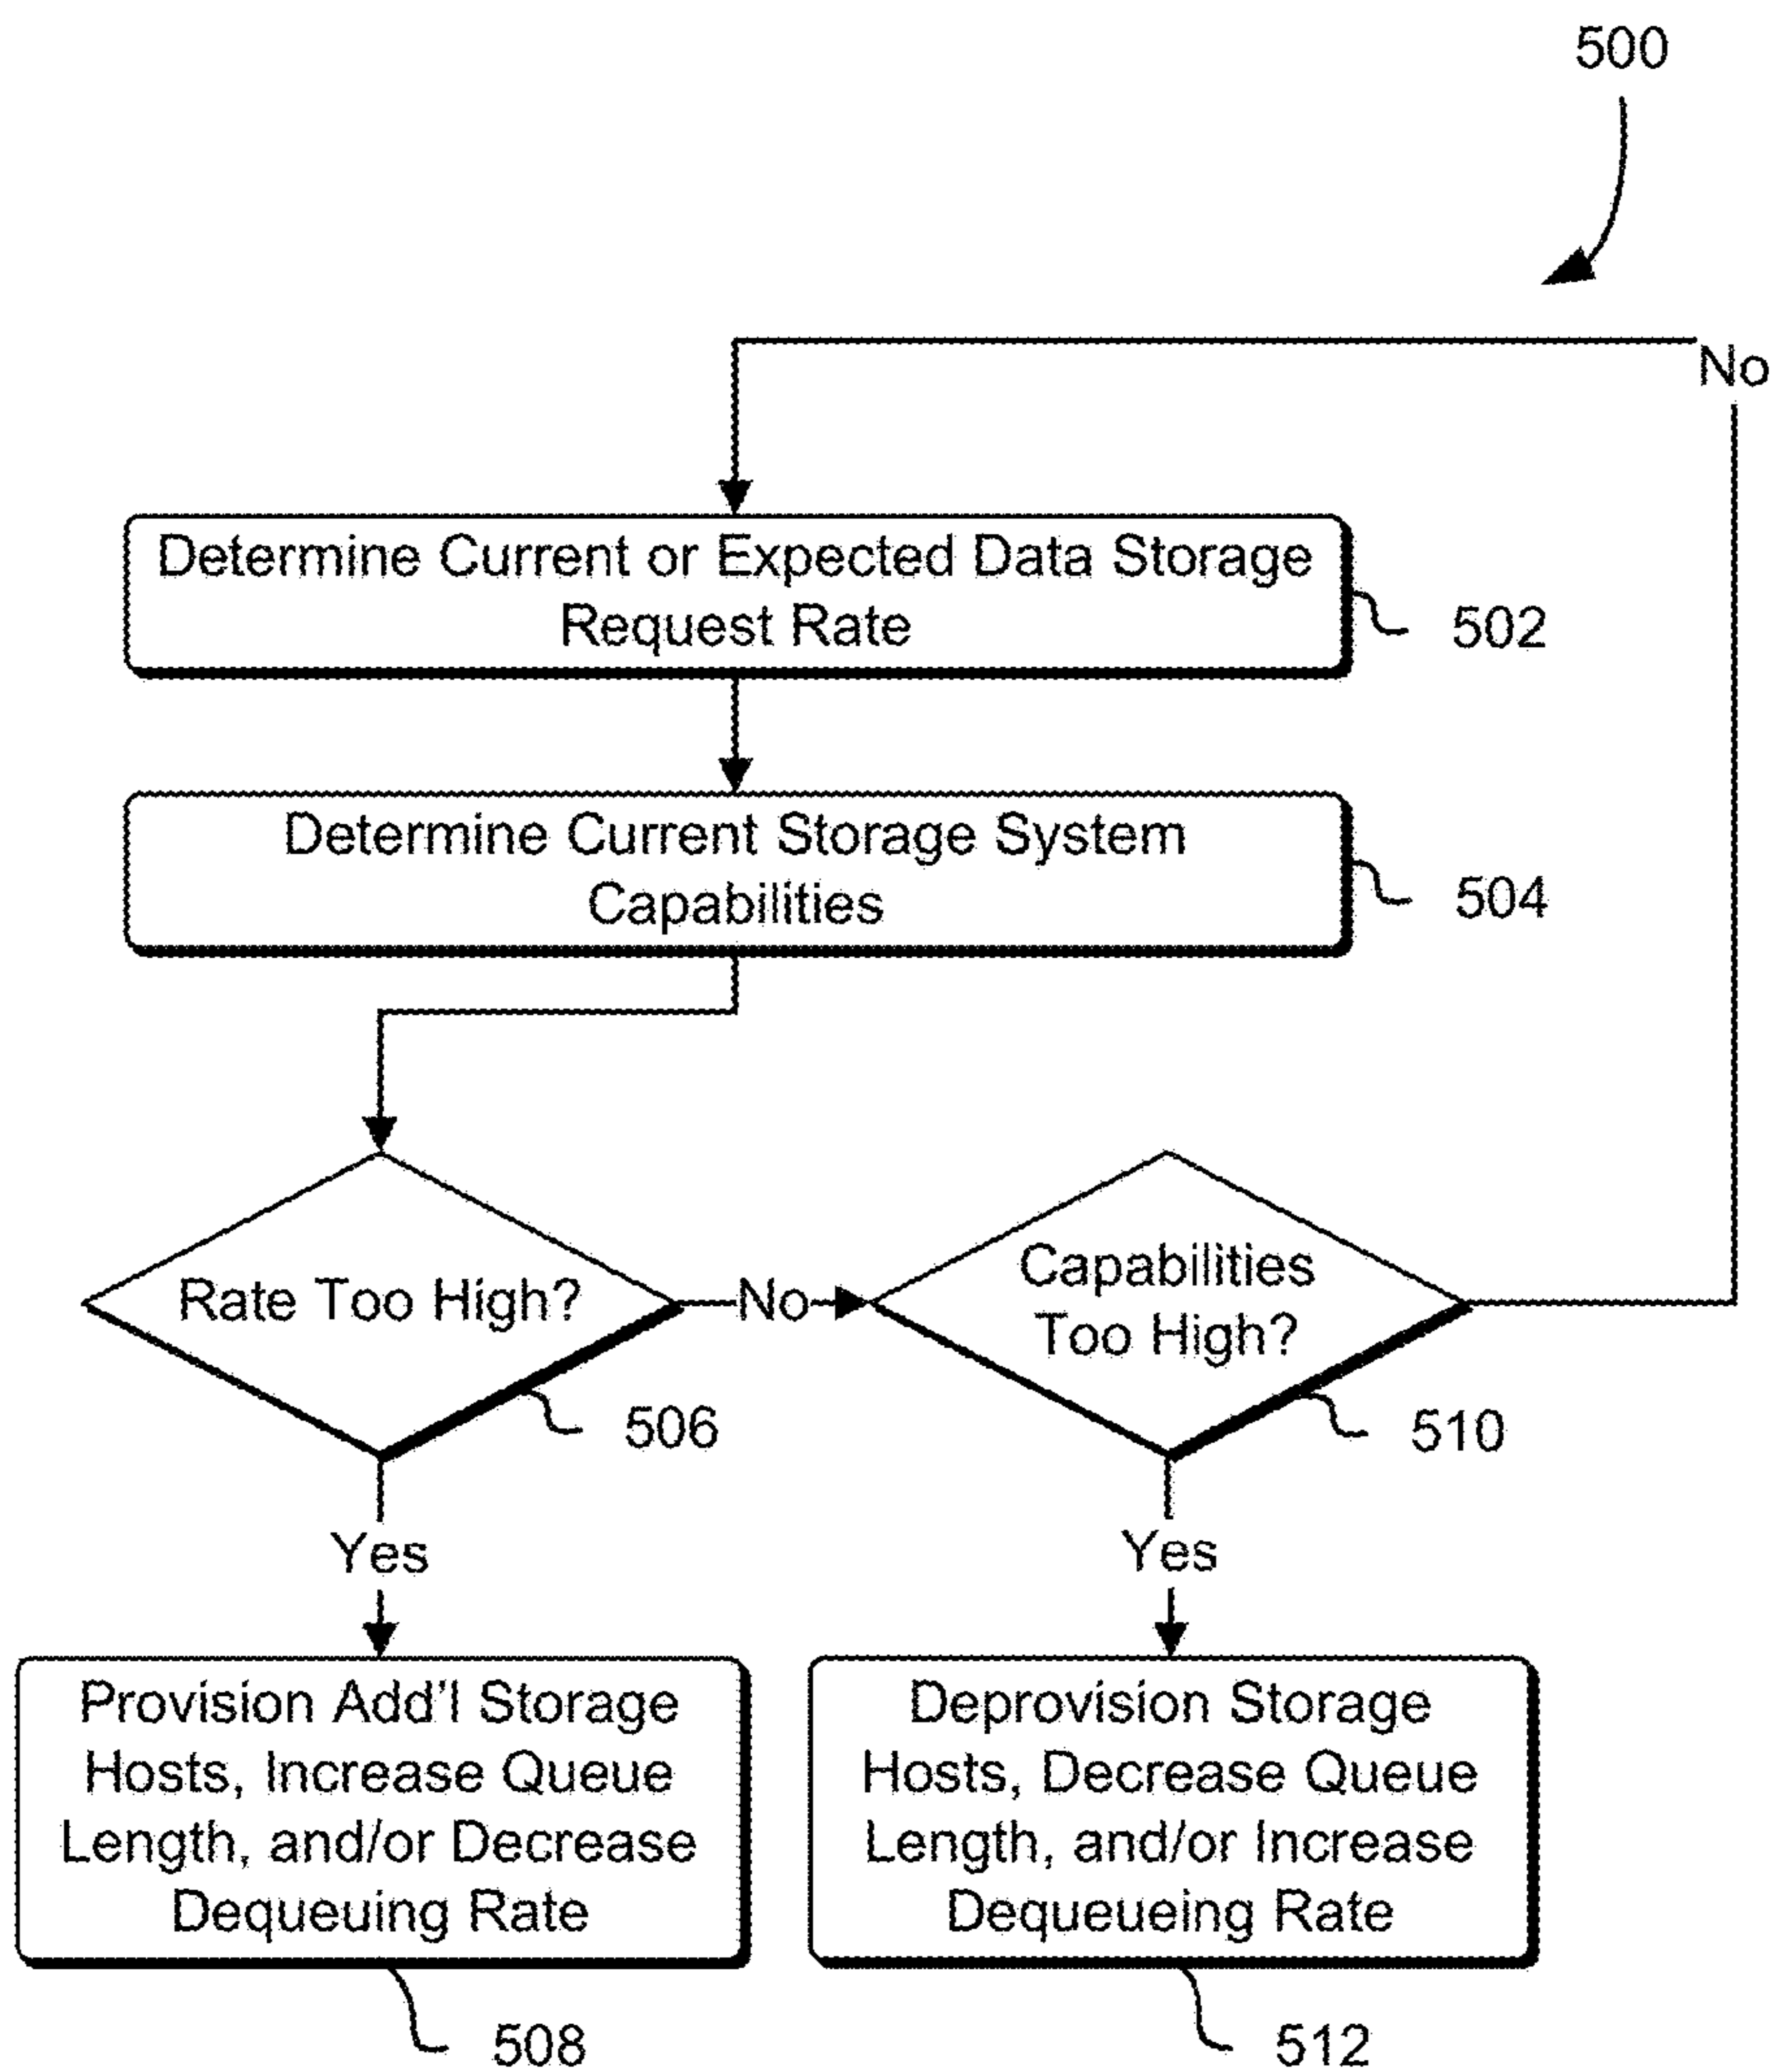 500
No
Determine Current or Expected Data Storage
Request Rate
502
Determine Current Storage System
Capabilities
504
Rate Too High?
No
Capabilities
Too High?
506
510
Yes
Yes
Provision Add'l Storage
Hosts, Increase Queue
Length, and/or Decrease
Dequeuing Rate
Deprovision Storage
Hosts, Decrease Queue
Length, and/or Increase
Dequeueing Rate
508
512